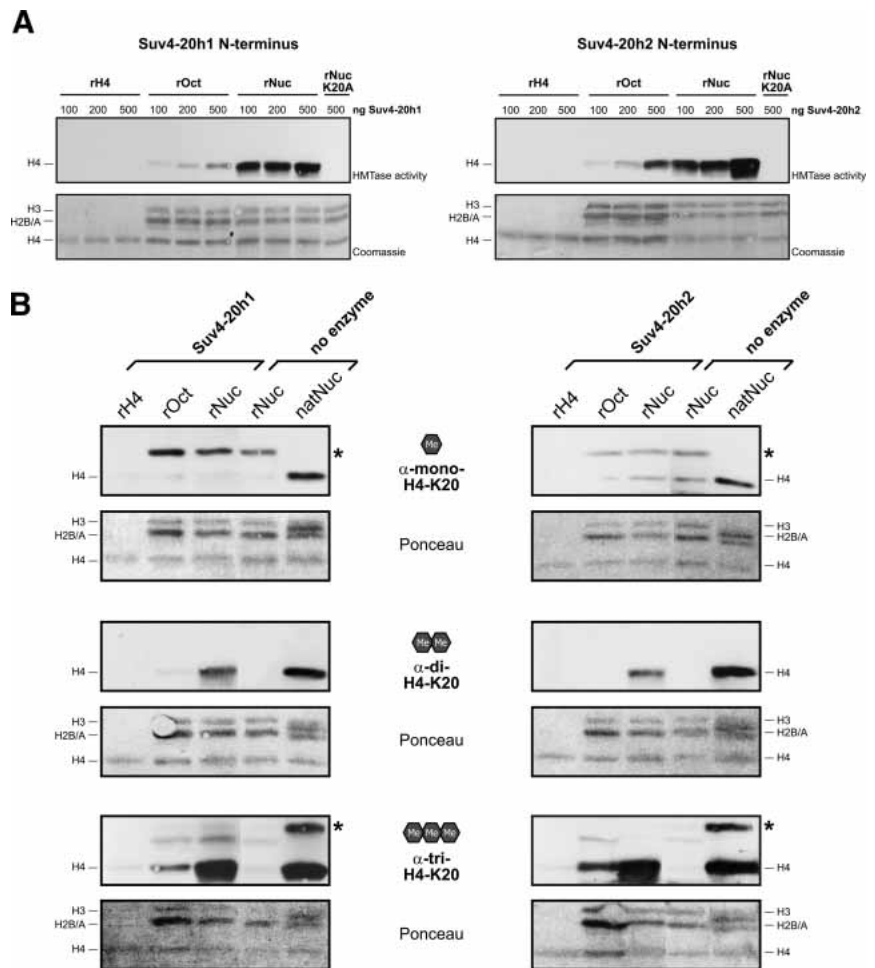 A
Suv4-20h1 N-terminus
rH4 rOct rNuc rNuc K20A
100 200 500 100 200 500 100 200 500 500 ng Suv4-20h1
H4
HMTase activity
H3
H2B/A
H4
Coomassie
Suv4-20h2 N-terminus
rH4 rOct rNuc rNuc K20A
100 200 500 100 200 500 100 200 500 500 ng Suv4-20h2
H4
HMTase activity
H3
H2B/A
H4
Coomassie
B
Suv4-20h1 no enzyme
rH4 rOct rNuc rNuc natNuc
Suv4-20h2 no enzyme
rH4 rOct rNuc rNuc natNuc
*
*
H4
Me
α-mono-
H4-K20
H4
H3
H2B/A
H4
Ponceau
H3
H2B/A
H4
H4
Me Me
α-di-
H4-K20
H4
H3
H2B/A
H4
Ponceau
H3
H2B/A
H4
*
*
H4
Me Me Me
α-tri-
H4-K20
H4
H3
H2B/A
H4
Ponceau
H3
H2B/A
H4